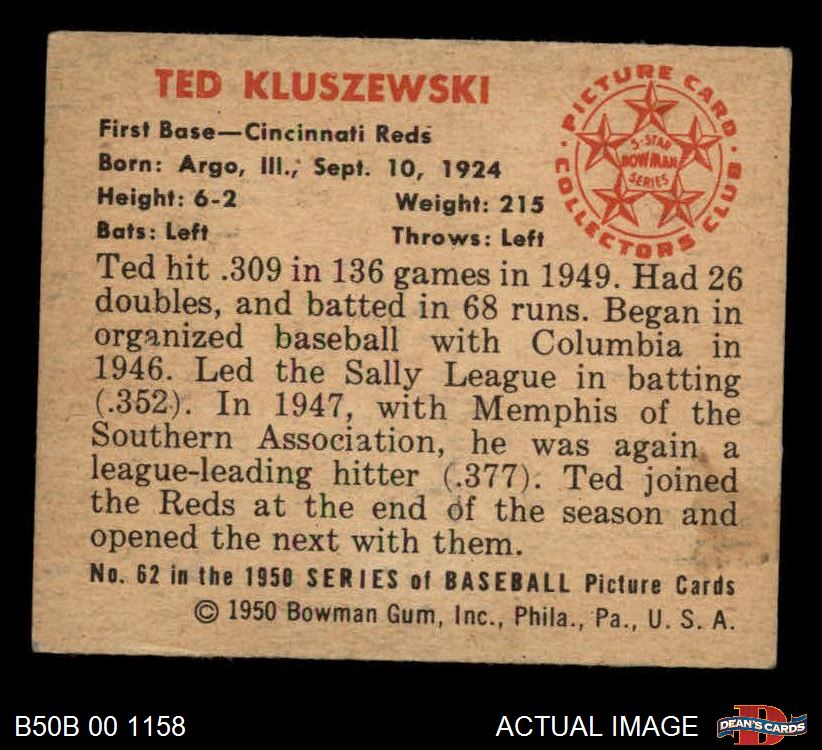 TED KLUSZEWSKI
First Base—Cincinnati Reds
Born: Argo, Ill., Sept. 10, 1924
Height: 6-2 Weight: 215
Bats: Left Throws: Left
PICTURE CARD
COLLECTORS CLUB
5-STAR
BOWMAN
SERIES
Ted hit .309 in 136 games in 1949. Had 26
doubles, and batted in 68 runs. Began in
organized baseball with Columbia in
1946. Led the Sally League in batting
(.352). In 1947, with Memphis of the
Southern Association, he was again a
league-leading hitter (.377). Ted joined
the Reds at the end of the season and
opened the next with them.
No. 62 in the 1950 SERIES of BASEBALL Picture Cards
© 1950 Bowman Gum, Inc., Phila., Pa., U. S. A.
B50B 00 1158
ACTUAL IMAGE
D
DEAN'S CARDS